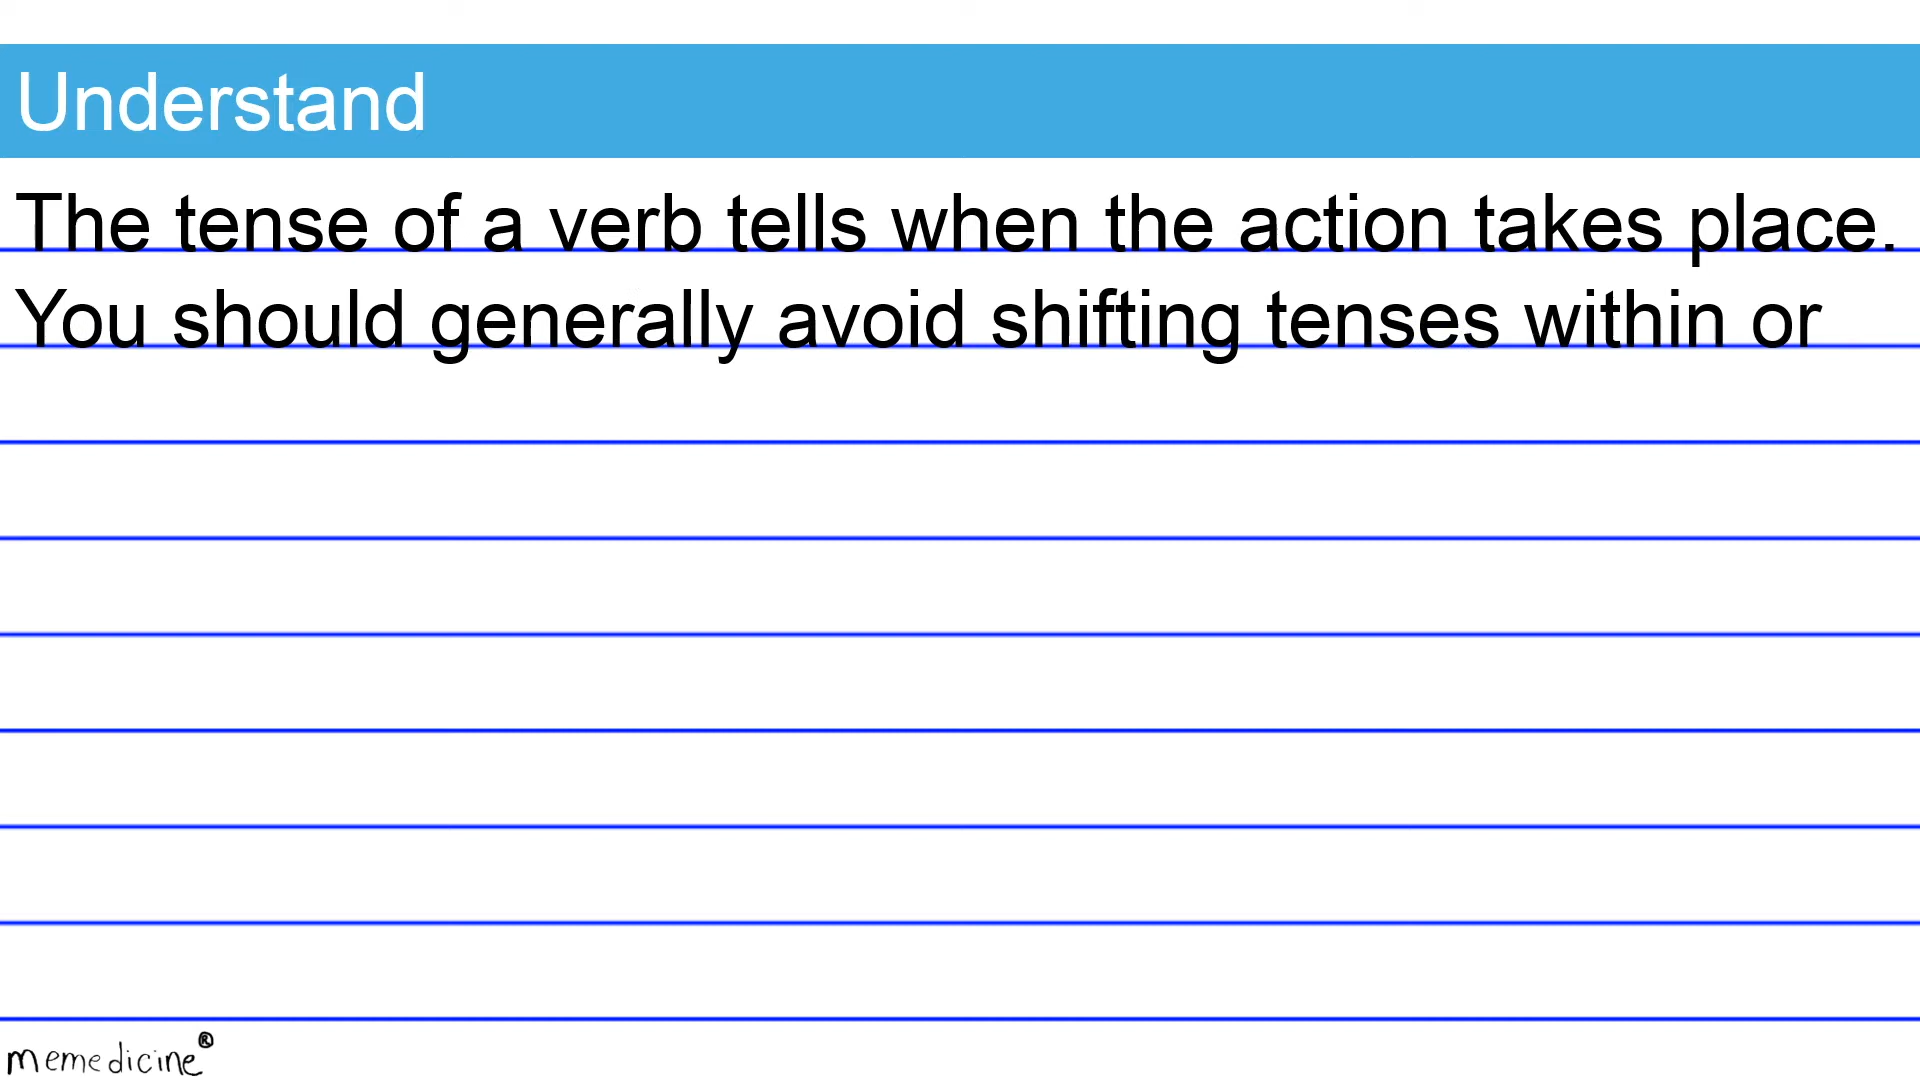 Understand
The tense of a verb tells when the action takes place.
You should generally avoid shifting tenses within or
memedicine®